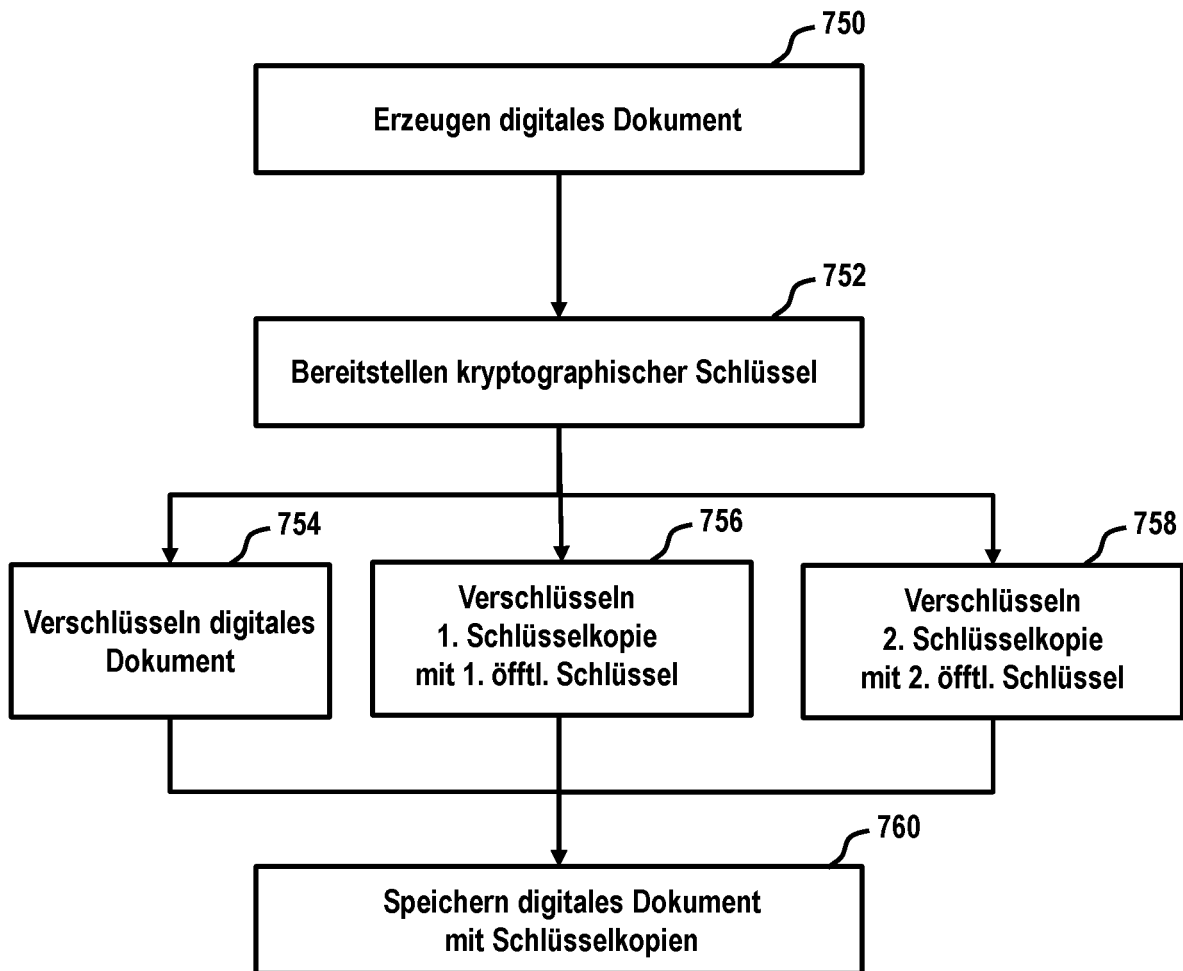 750
Erzeugen digitales Dokument
752
Bereitstellen kryptographischer Schlüssel
754
Verschlüsseln digitales
Dokument
756
Verschlüsseln
1. Schlüsselkopie
mit 1. öfftl. Schlüssel
758
Verschlüsseln
2. Schlüsselkopie
mit 2. öfftl. Schlüssel
760
Speichern digitales Dokument
mit Schlüsselkopien